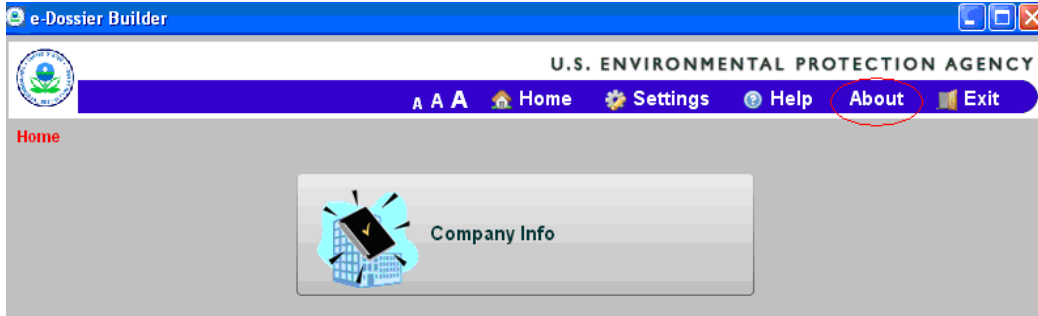 e-Dossier Builder
U.S. ENVIRONMENTAL PROTECTION AGENCY
A A A Home Settings Help About Exit
Home
Company Info